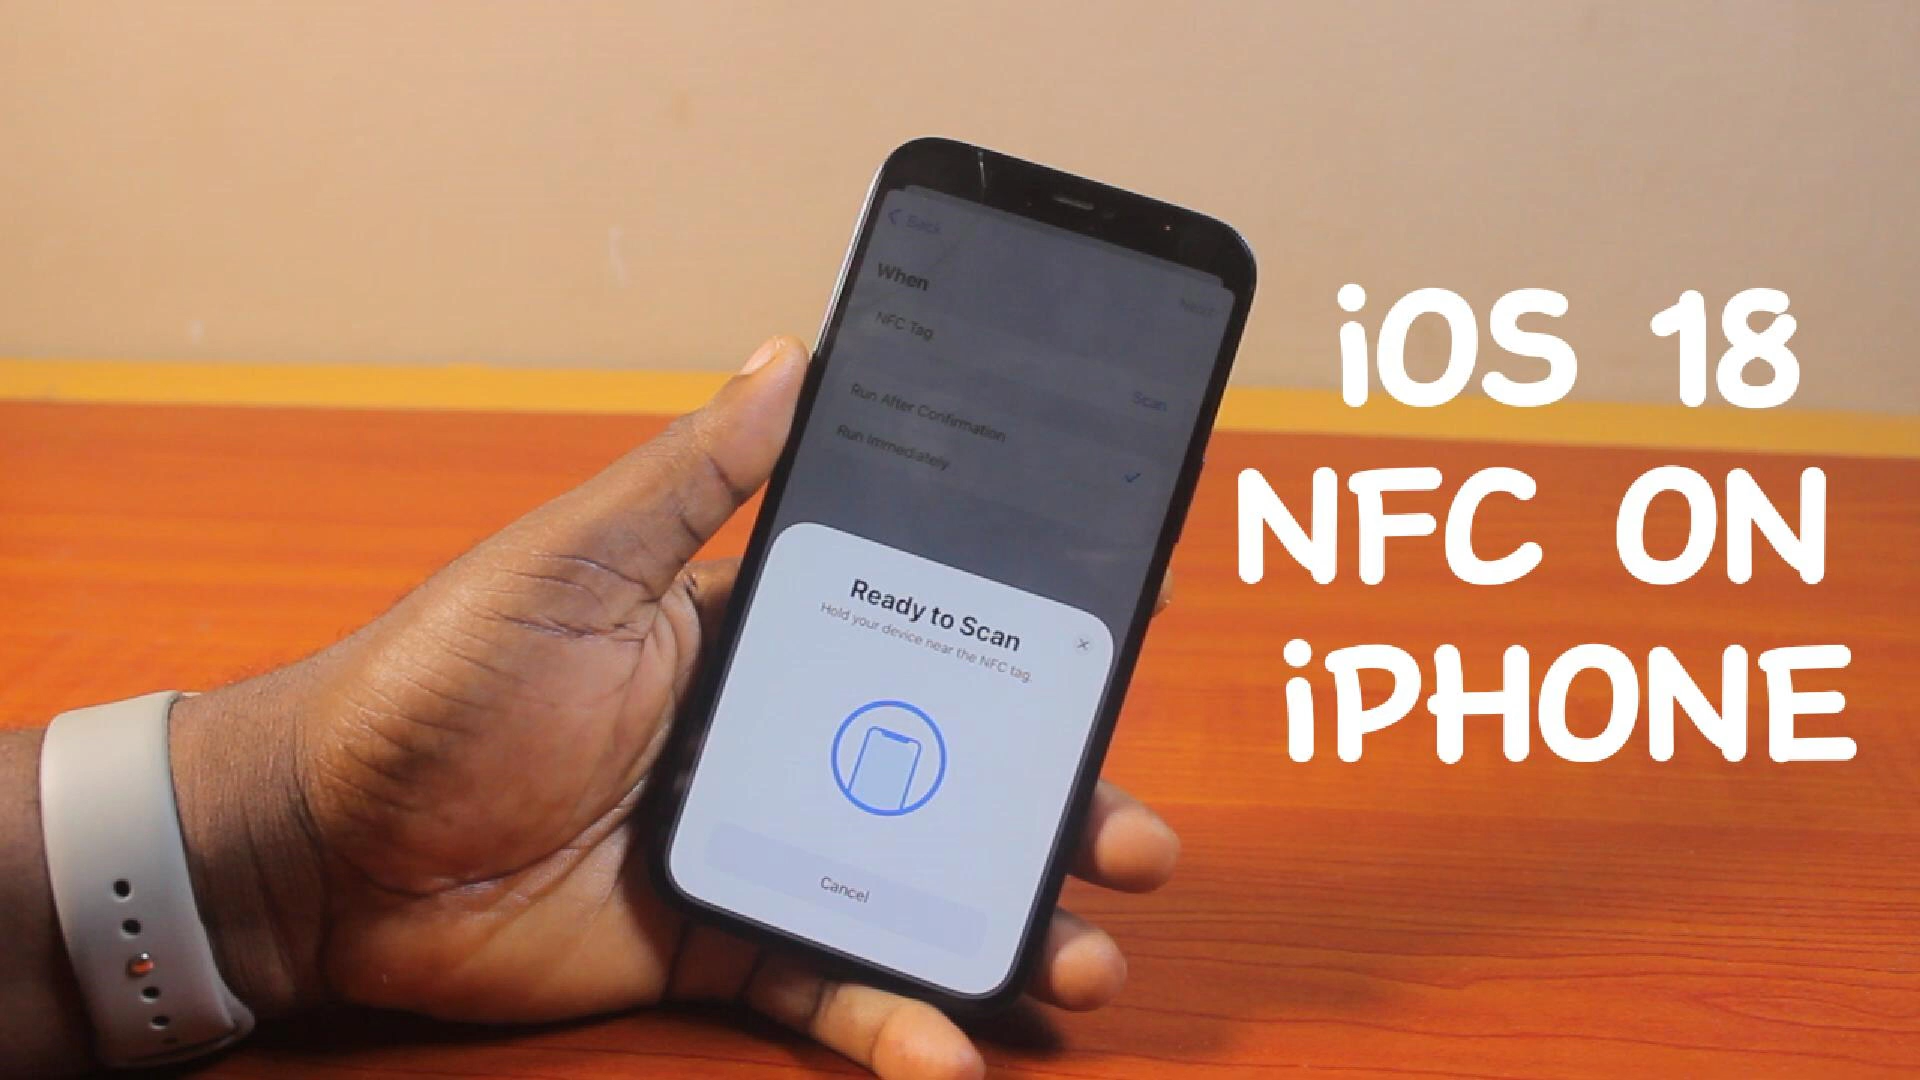 Back
Next
When
NFC Tag
Scan
Run After Confirmation
Run Immediately
Ready to Scan
Hold your device near the NFC tag.
Cancel
iOS 18
NFC ON
iPHONE